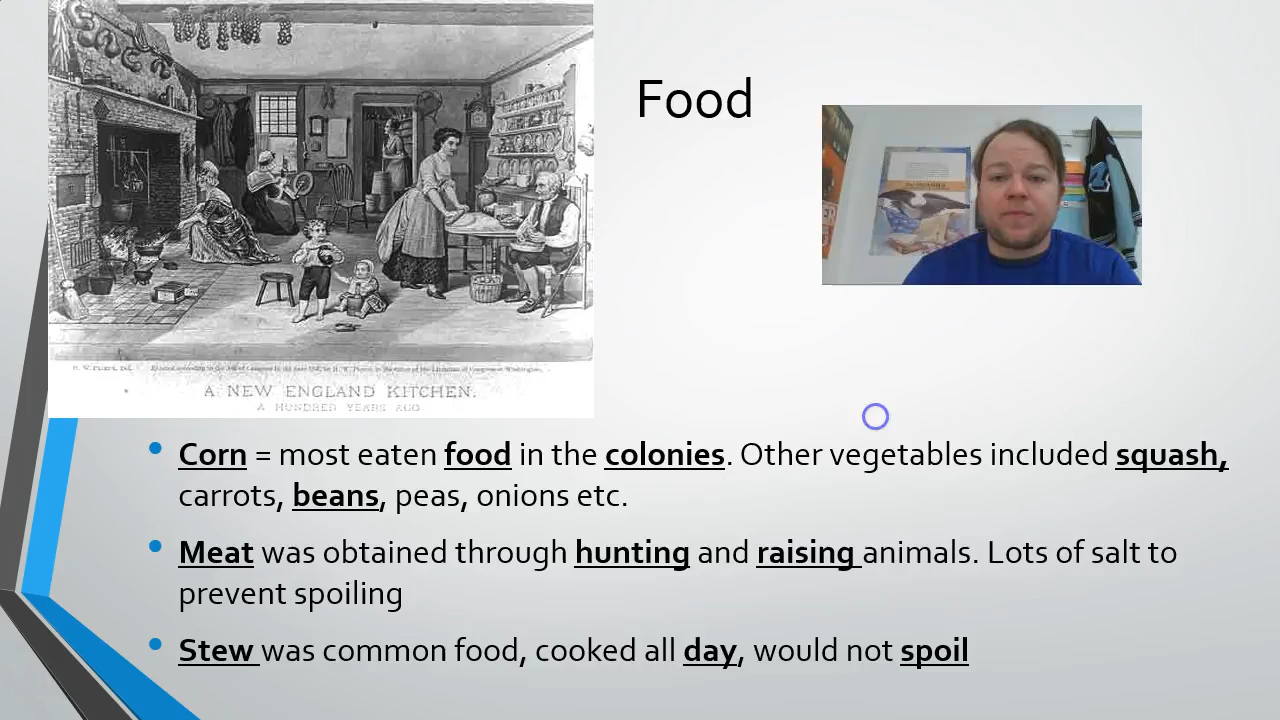 Food
A NEW ENGLAND KITCHEN.
A HUNDRED YEARS AGO
Corn = most eaten food in the colonies. Other vegetables included squash,
carrots, beans, peas, onions etc.
Meat was obtained through hunting and raising animals. Lots of salt to
prevent spoiling
Stew was common food, cooked all day, would not spoil